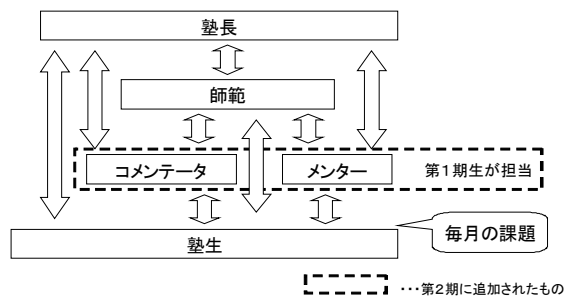 塾長
師範
コメンテータ
メンター
第１期生が担当
塾生
毎月の課題
・・・第２期に追加されたもの